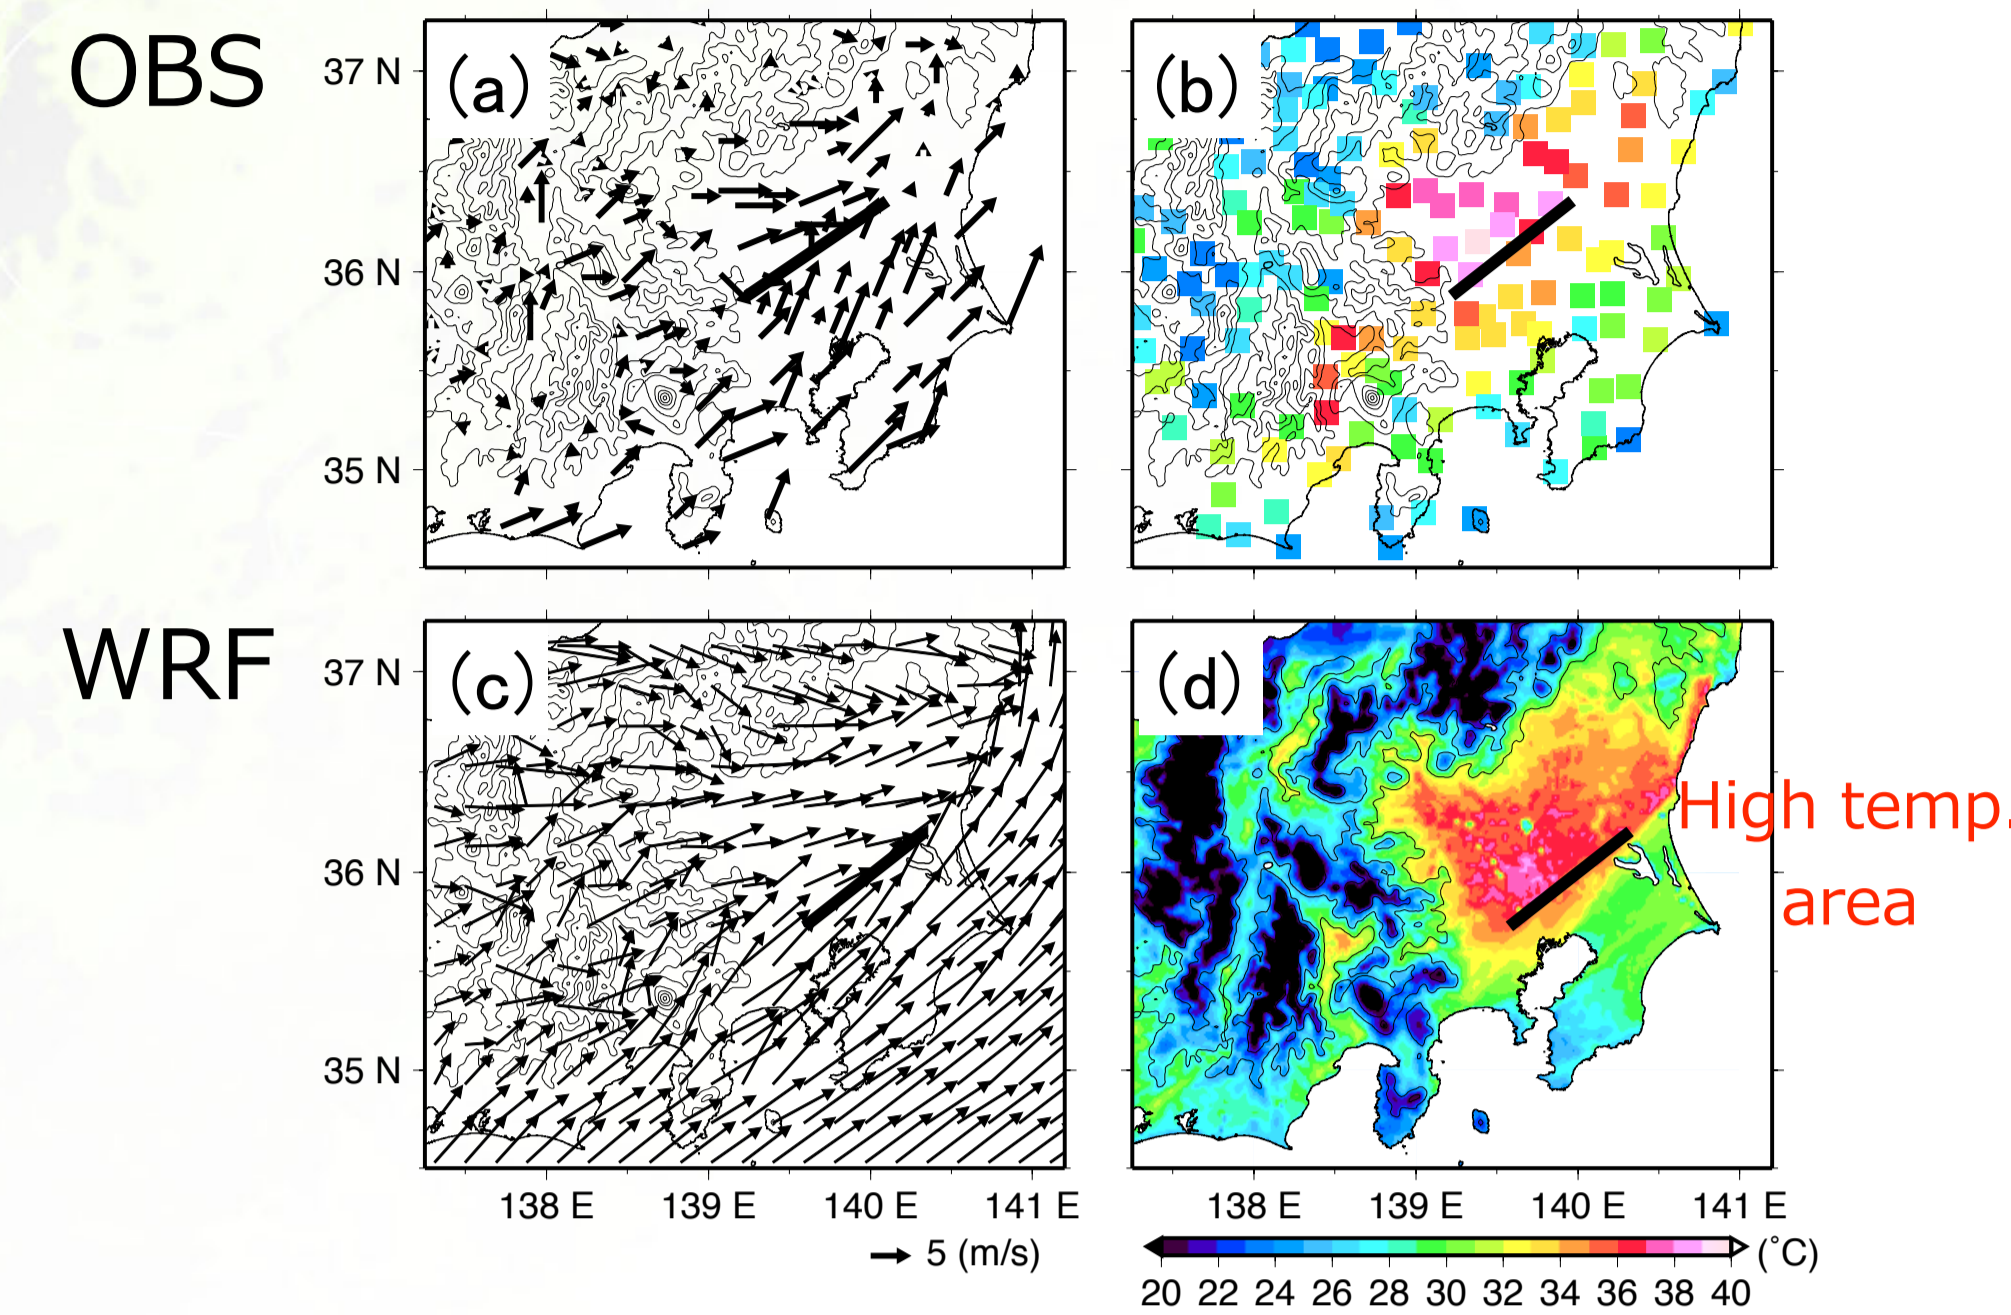 OBS
(a)
(b)
37 N
36 N
35 N
WRF
(c)
(d)
37 N
36 N
35 N
High temp.
area
138 E 139 E 140 E 141 E
138 E 139 E 140 E 141 E
5 (m/s)
(°C)
20 22 24 26 28 30 32 34 36 38 40